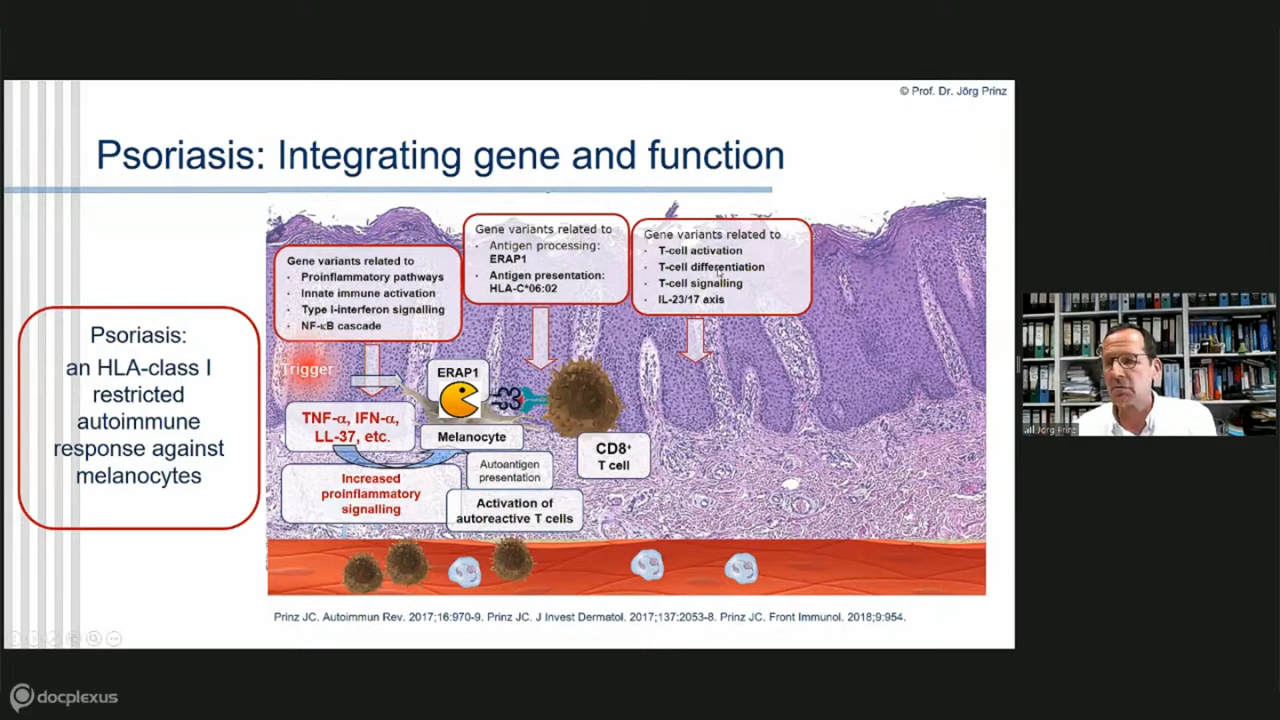 © Prof. Dr. Jörg Prinz
Psoriasis: Integrating gene and function
Psoriasis:
an HLA-class I
restricted
autoimmune
response against
melanocytes
Gene variants related to
· Proinflammatory pathways
· Innate immune activation
· Type I-interferon signalling
· NF-κB cascade
Gene variants related to
· Antigen processing:
ERAP1
· Antigen presentation:
HLA-C*06:02
Gene variants related to
· T-cell activation
· T-cell differentiation
· T-cell signalling
· IL-23/17 axis
Trigger
TNF-α, IFN-α,
LL-37, etc.
Increased
proinflammatory
signalling
ERAP1
Melanocyte
Autoantigen
presentation
Activation of
autoreactive T cells
CD8⁺
T cell
Prinz JC. Autoimmun Rev. 2017;16:970-9. Prinz JC. J Invest Dermatol. 2017;137:2053-8. Prinz JC. Front Immunol. 2018;9:954.
Jörg Prinz
docplexus